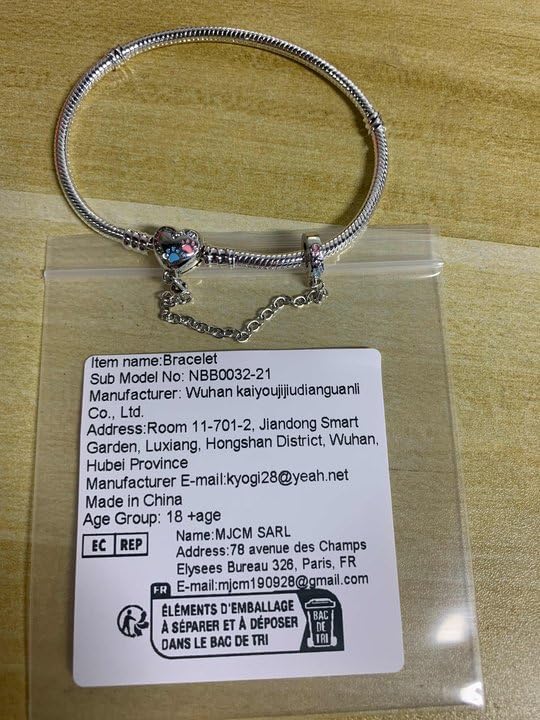 Item name:Bracelet
Sub Model No: NBB0032-21
Manufacturer: Wuhan kaiyoujijiudianguanli
Co., Ltd.
Address:Room 11-701-2, Jiandong Smart
Garden, Luxiang, Hongshan District, Wuhan,
Hubei Province
Manufacturer E-mail:kyogi28@yeah.net
Made in China
Age Group: 18 +age
EC REP
Name:MJCM SARL
Address:78 avenue des Champs
Elysees Bureau 326, Paris, FR
E-mail:mjcm190928@gmail.com
FR
ÉLÉMENTS D'EMBALLAGE
À SÉPARER ET À DÉPOSER
DANS LE BAC DE TRI
BAC
DE
TRI